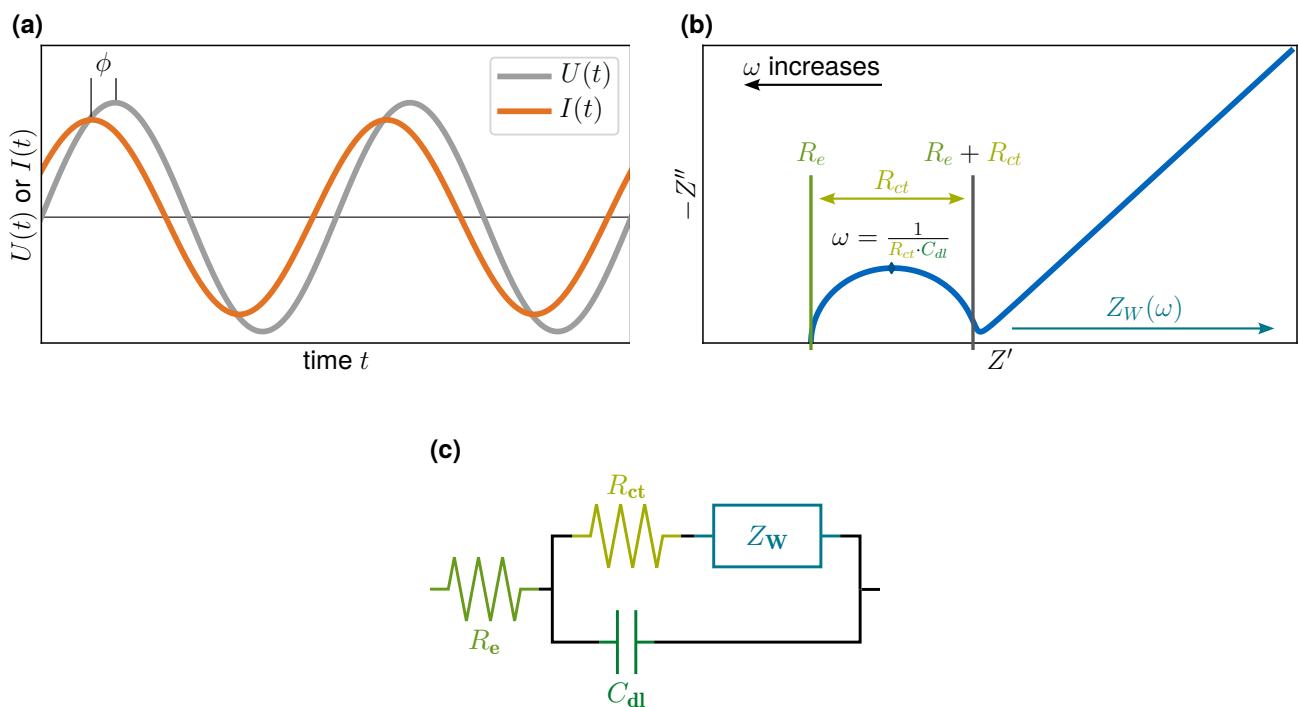 (a)
ϕ
U(t)
I(t)
U(t) or I(t)
time t
(b)
ω increases
R_e
R_e + R_ct
R_ct
ω = 1/(R_ct·C_dl)
−Z″
Z_W(ω)
Z′
(c)
R_ct
Z_W
R_e
C_dl